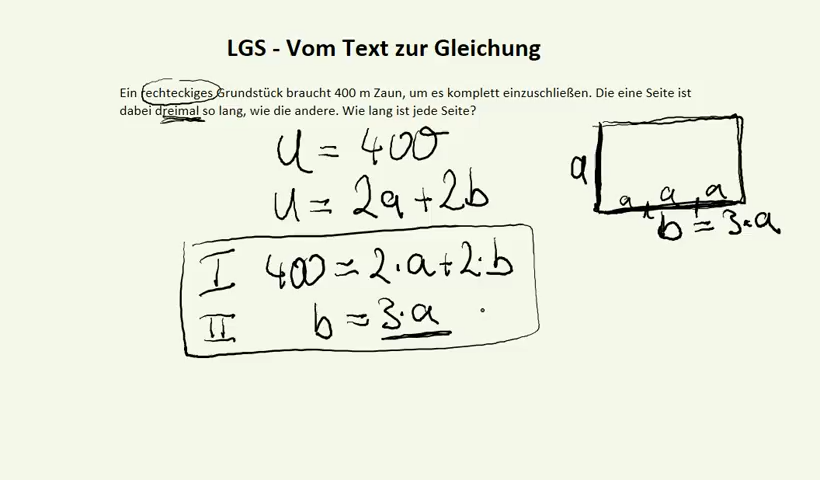 LGS - Vom Text zur Gleichung
Ein rechteckiges Grundstück braucht 400 m Zaun, um es komplett einzuschließen. Die eine Seite ist
dabei dreimal so lang, wie die andere. Wie lang ist jede Seite?
u = 400
u = 2a + 2b
I 400 = 2·a + 2·b
II b = 3·a
a
a a a
b = 3·a